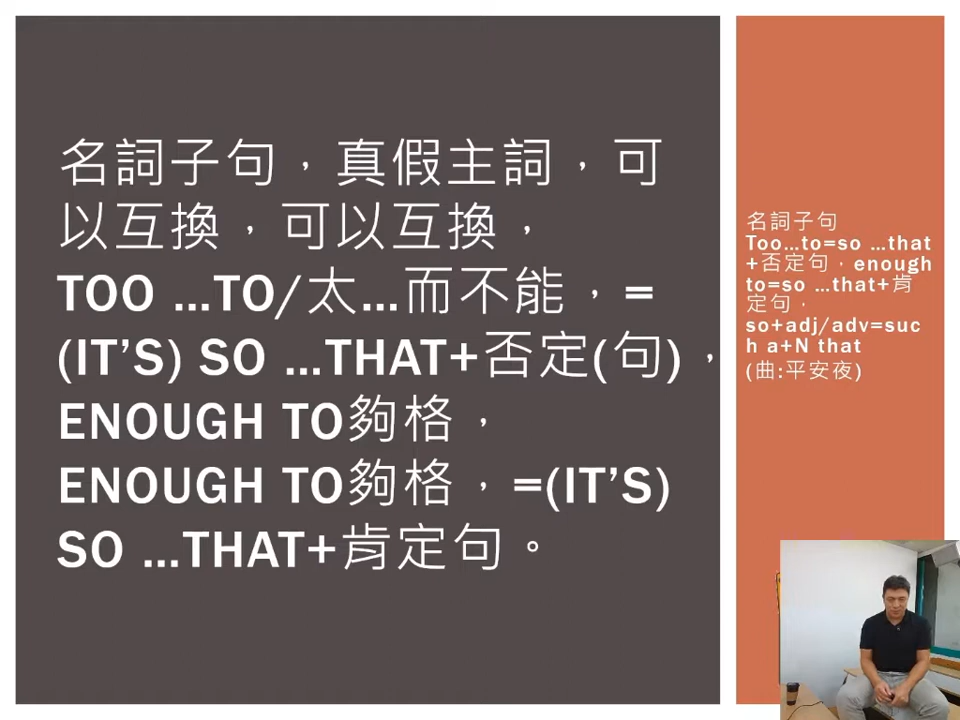 名詞子句，真假主詞，可
以互換，可以互換，
TOO …TO/太…而不能，=
(IT’S) SO …THAT+否定(句)，
ENOUGH TO夠格，
ENOUGH TO夠格，=(IT’S)
SO …THAT+肯定句。
名詞子句
Too…to=so …that
+否定句，enough
to=so …that+肯
定句，
so+adj/adv=suc
h a+N that
(曲:平安夜)